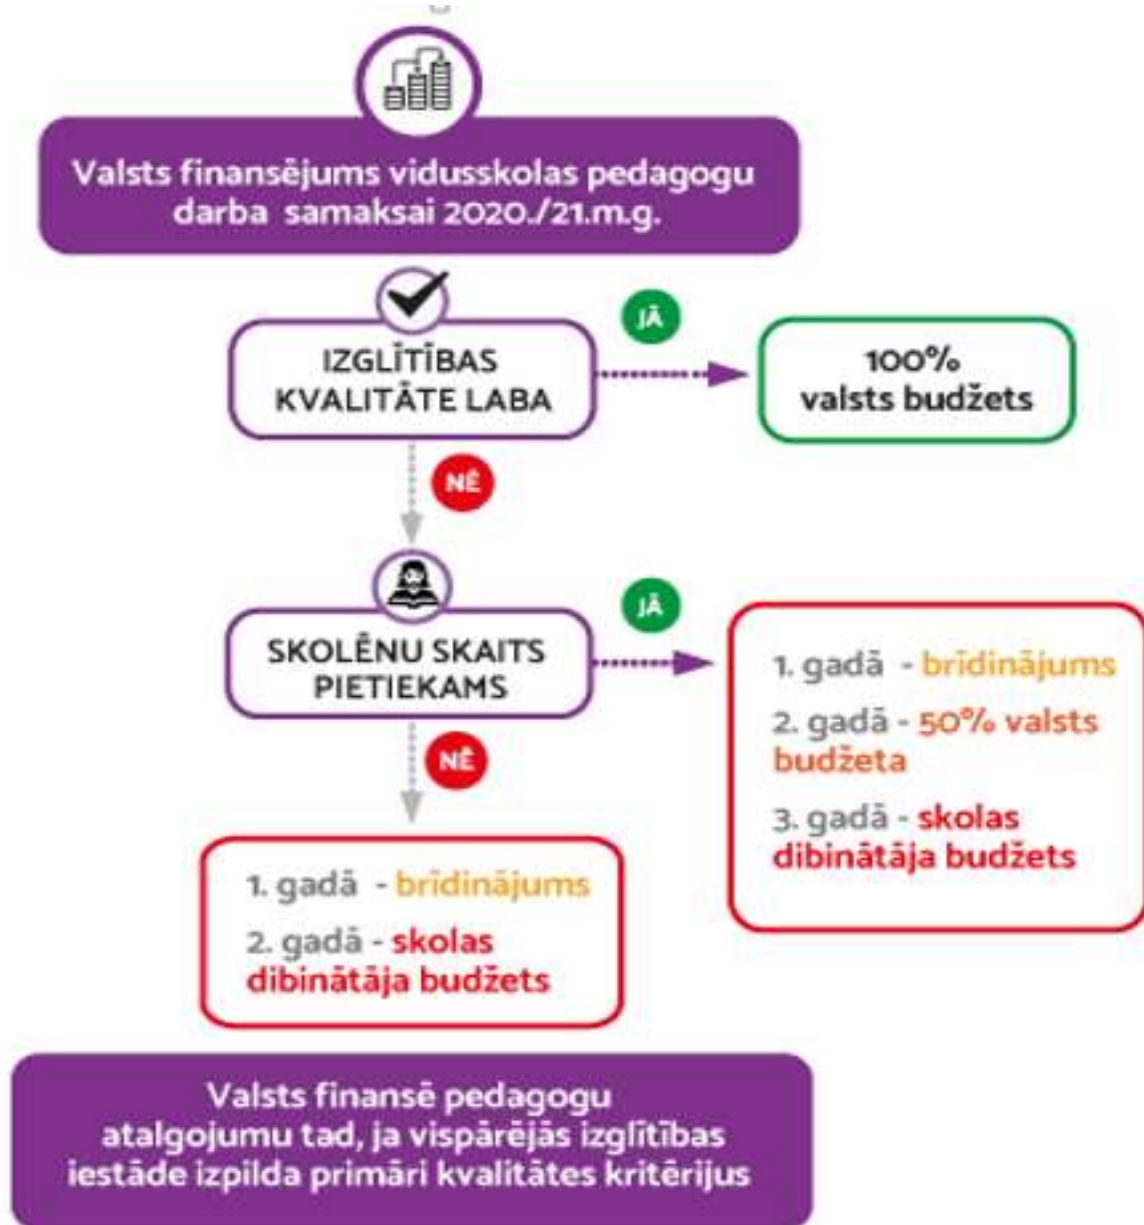 Valsts finansējums vidusskolas pedagogu
darba samaksai 2020./21.m.g.
IZGLĪTĪBAS
KVALITĀTE LABA
JĀ
100%
valsts budžets
NĒ
SKOLĒNU SKAITS
PIETIEKAMS
JĀ
1. gadā - brīdinājums
2. gadā - 50% valsts
budžeta
3. gadā - skolas
dibinātāja budžets
NĒ
1. gadā - brīdinājums
2. gadā - skolas
dibinātāja budžets
Valsts finansē pedagogu
atalgojumu tad, ja vispārējās izglītības
iestāde izpilda primāri kvalitātes kritērijus